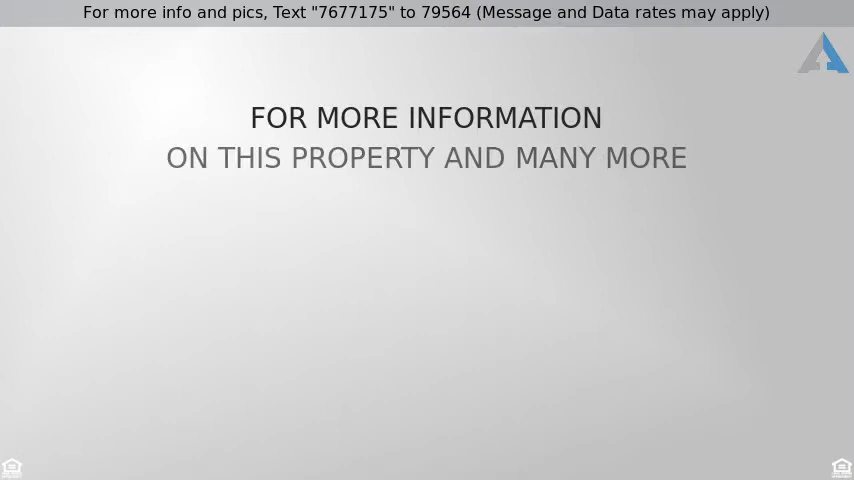 For more info and pics, Text "7677175" to 79564 (Message and Data rates may apply)
FOR MORE INFORMATION
ON THIS PROPERTY AND MANY MORE